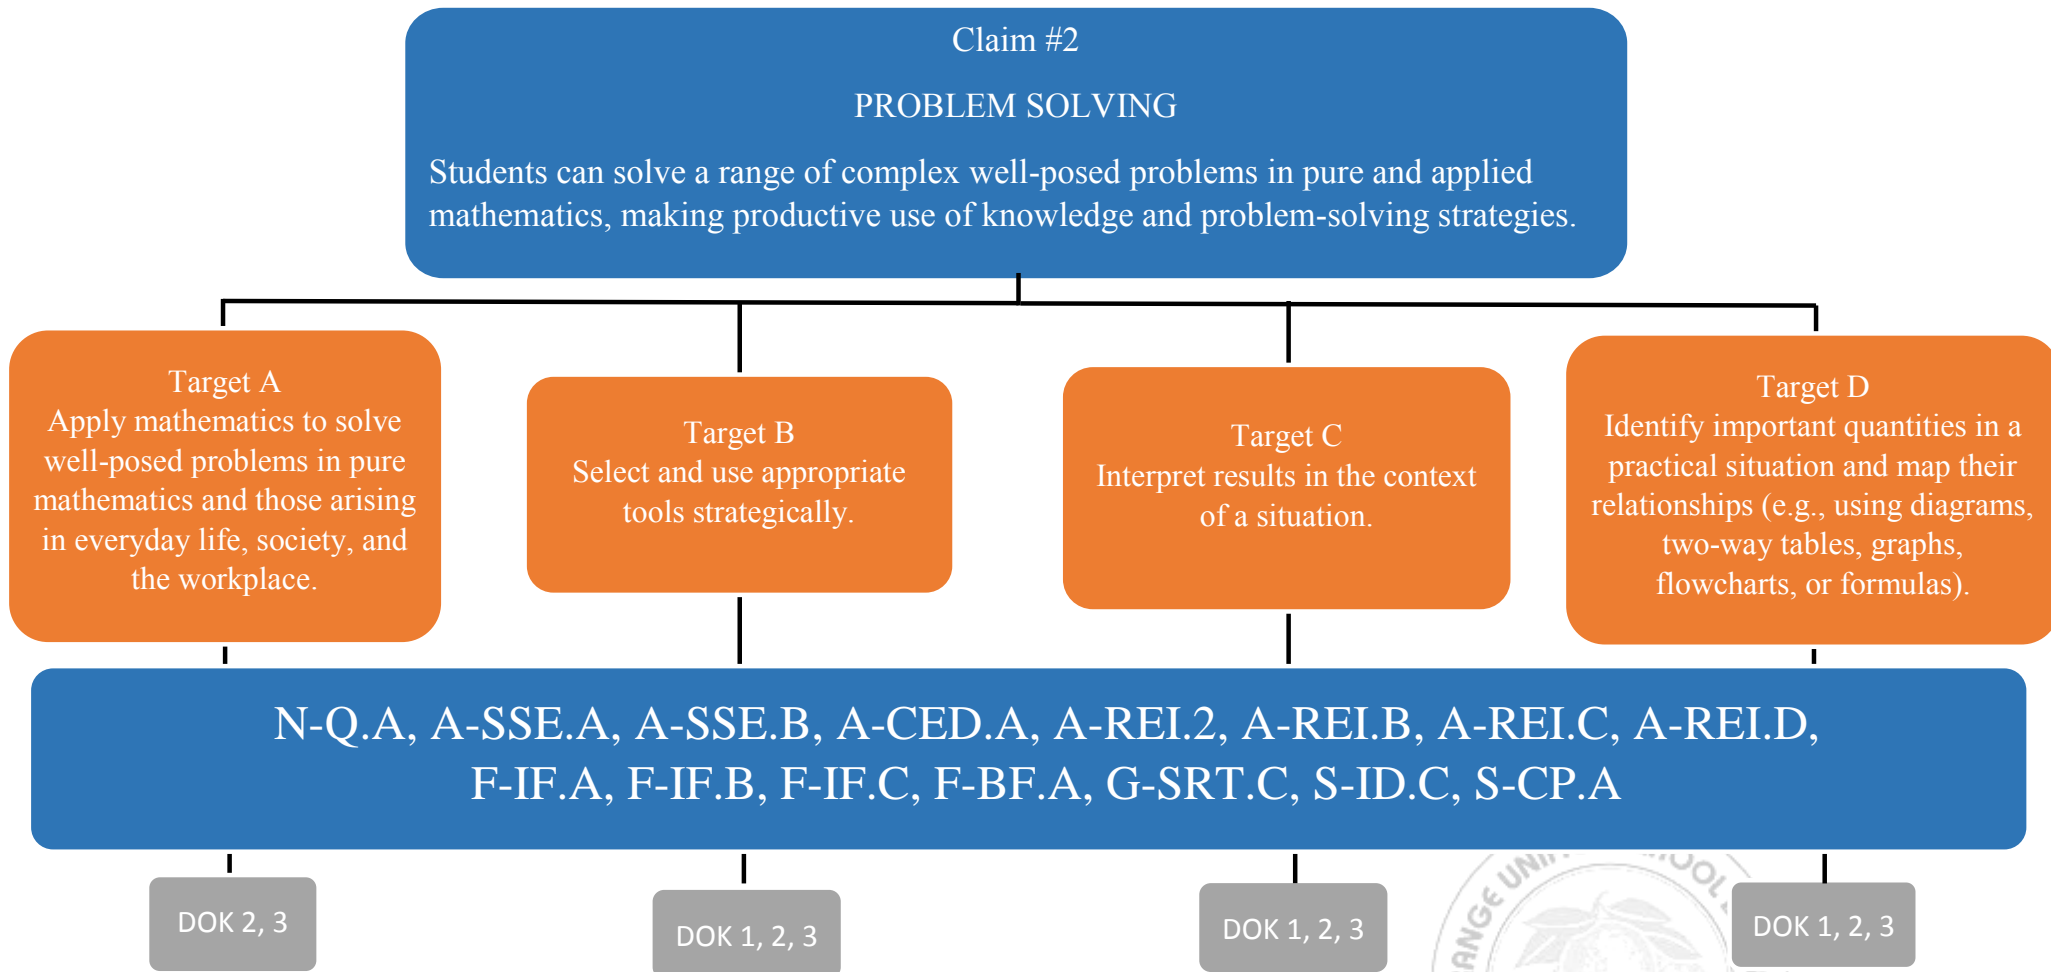 Claim #2
PROBLEM SOLVING
Students can solve a range of complex well-posed problems in pure and applied
mathematics, making productive use of knowledge and problem-solving strategies.
Target A
Apply mathematics to solve
well-posed problems in pure
mathematics and those arising
in everyday life, society, and
the workplace.
Target B
Select and use appropriate
tools strategically.
Target C
Interpret results in the context
of a situation.
Target D
Identify important quantities in a
practical situation and map their
relationships (e.g., using diagrams,
two-way tables, graphs,
flowcharts, or formulas).
N-Q.A, A-SSE.A, A-SSE.B, A-CED.A, A-REI.2, A-REI.B, A-REI.C, A-REI.D,
F-IF.A, F-IF.B, F-IF.C, F-BF.A, G-SRT.C, S-ID.C, S-CP.A
DOK 2, 3
DOK 1, 2, 3
DOK 1, 2, 3
DOK 1, 2, 3